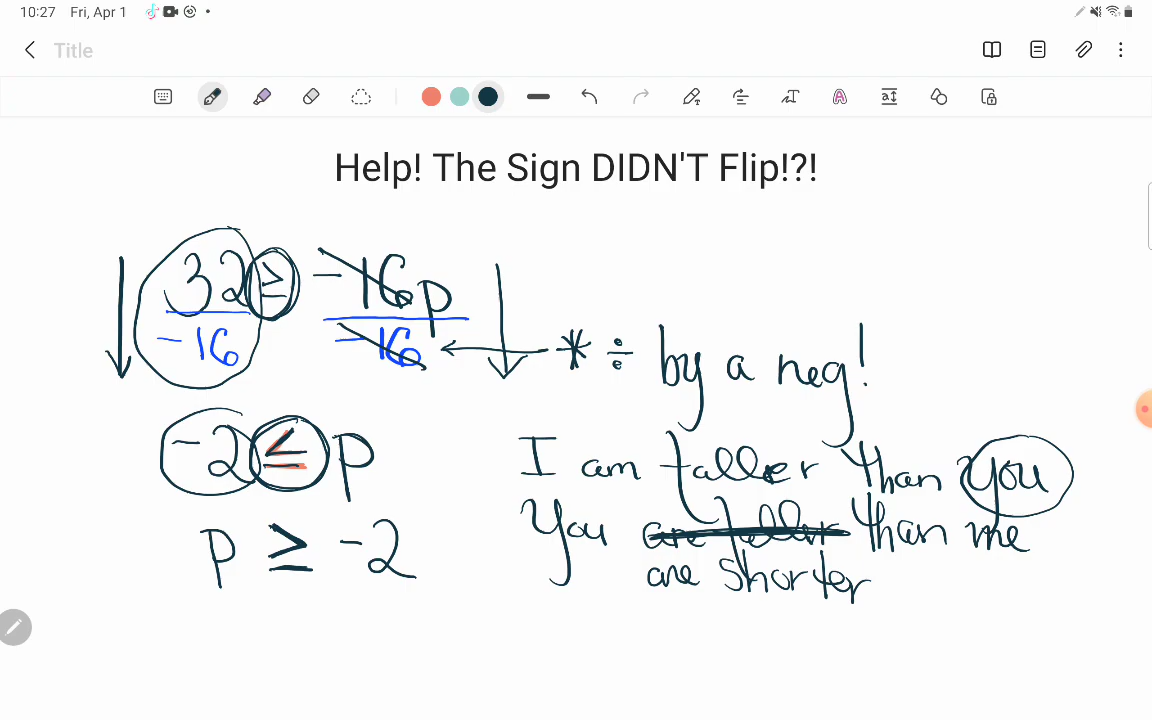 10:27 Fri, Apr 1
Title
Help! The Sign DIDN'T Flip!?!
32 ≥ -16p
-16 -16 * ÷ by a neg!
-2 ≤ p
I am taller than you
You are taller than me
p ≥ -2
are shorter